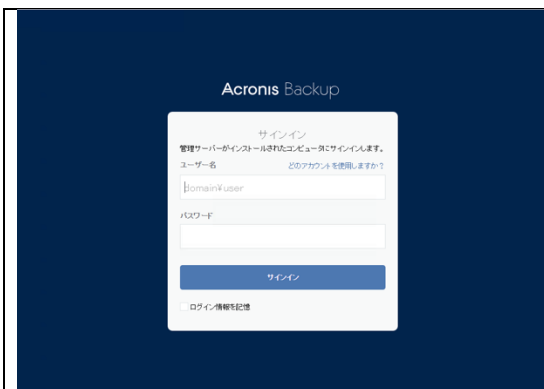 Acronis Backup
サインイン
管理サーバーがインストールされたコンピュータにサインインします。
ユーザー名 どのアカウントを使用しますか?
domain¥user
パスワード
サインイン
ログイン情報を記憶